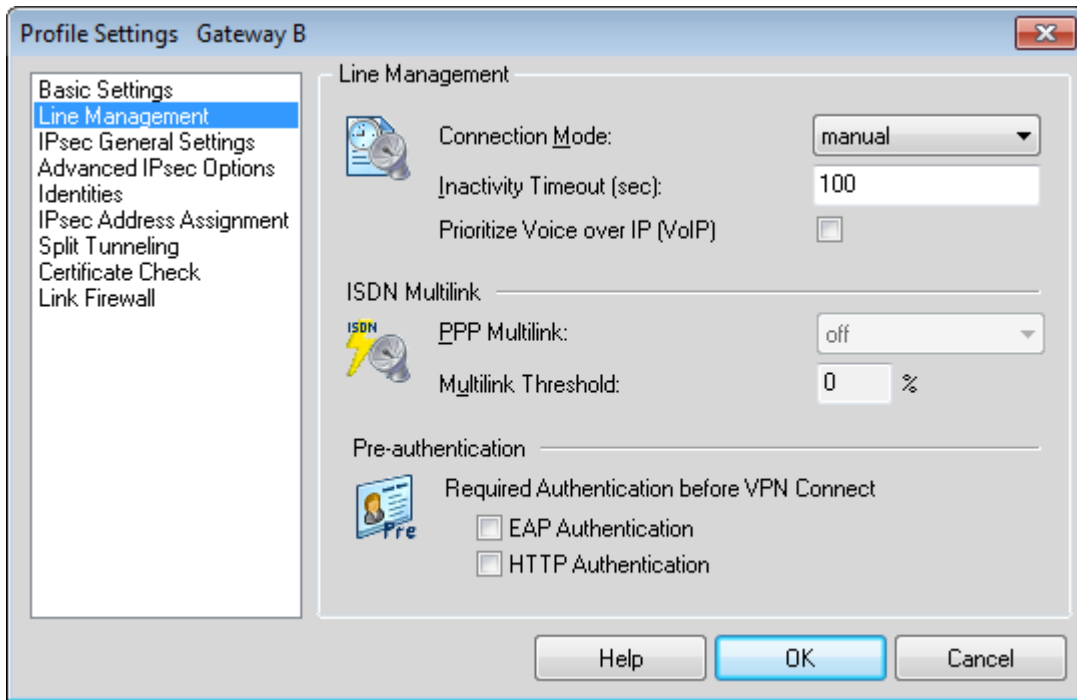 Profile Settings Gateway B
Basic Settings
Line Management
IPsec General Settings
Advanced IPsec Options
Identities
IPsec Address Assignment
Split Tunneling
Certificate Check
Link Firewall
Line Management
Connection Mode: manual
Inactivity Timeout (sec): 100
Prioritize Voice over IP (VoIP)
ISDN Multilink
ISDN
PPP Multilink: off
Multilink Threshold: 0 %
Pre-authentication
Pre
Required Authentication before VPN Connect
EAP Authentication
HTTP Authentication
Help OK Cancel